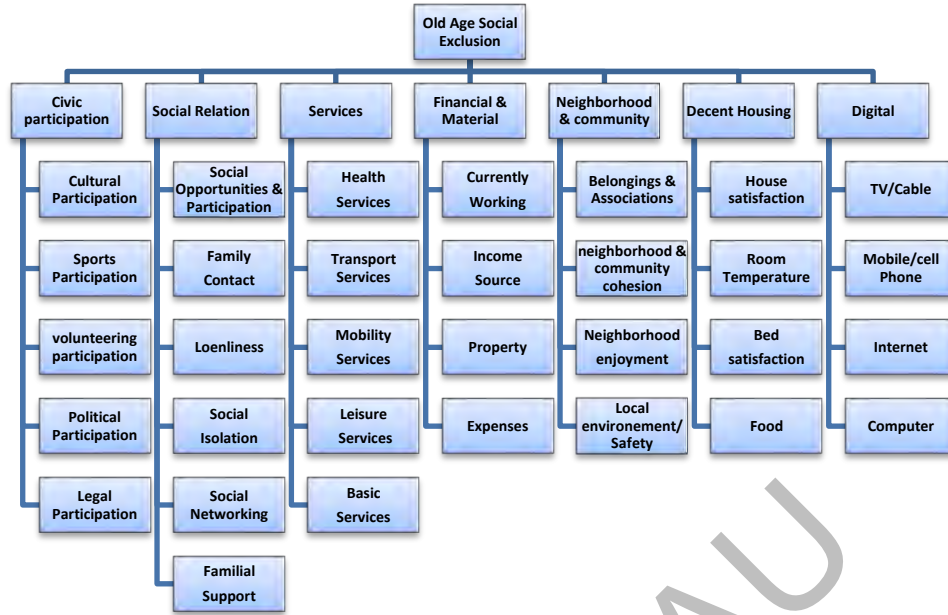 Old Age Social
Exclusion
Civic
participation
Social Relation
Services
Financial &
Material
Neighborhood
& community
Decent Housing
Digital
Cultural
Participation
Sports
Participation
volunteering
participation
Political
Participation
Legal
Participation
Social
Opportunities &
Participation
Family
Contact
Loenliness
Social
Isolation
Social
Networking
Familial
Support
Health
Services
Transport
Services
Mobility
Services
Leisure
Services
Basic
Services
Currently
Working
Income
Source
Property
Expenses
Belongings &
Associations
neighborhood &
community
cohesion
Neighborhood
enjoyment
Local
environement/
Safety
House
satisfaction
Room
Temperature
Bed
satisfaction
Food
TV/Cable
Mobile/cell
Phone
Internet
Computer
AU